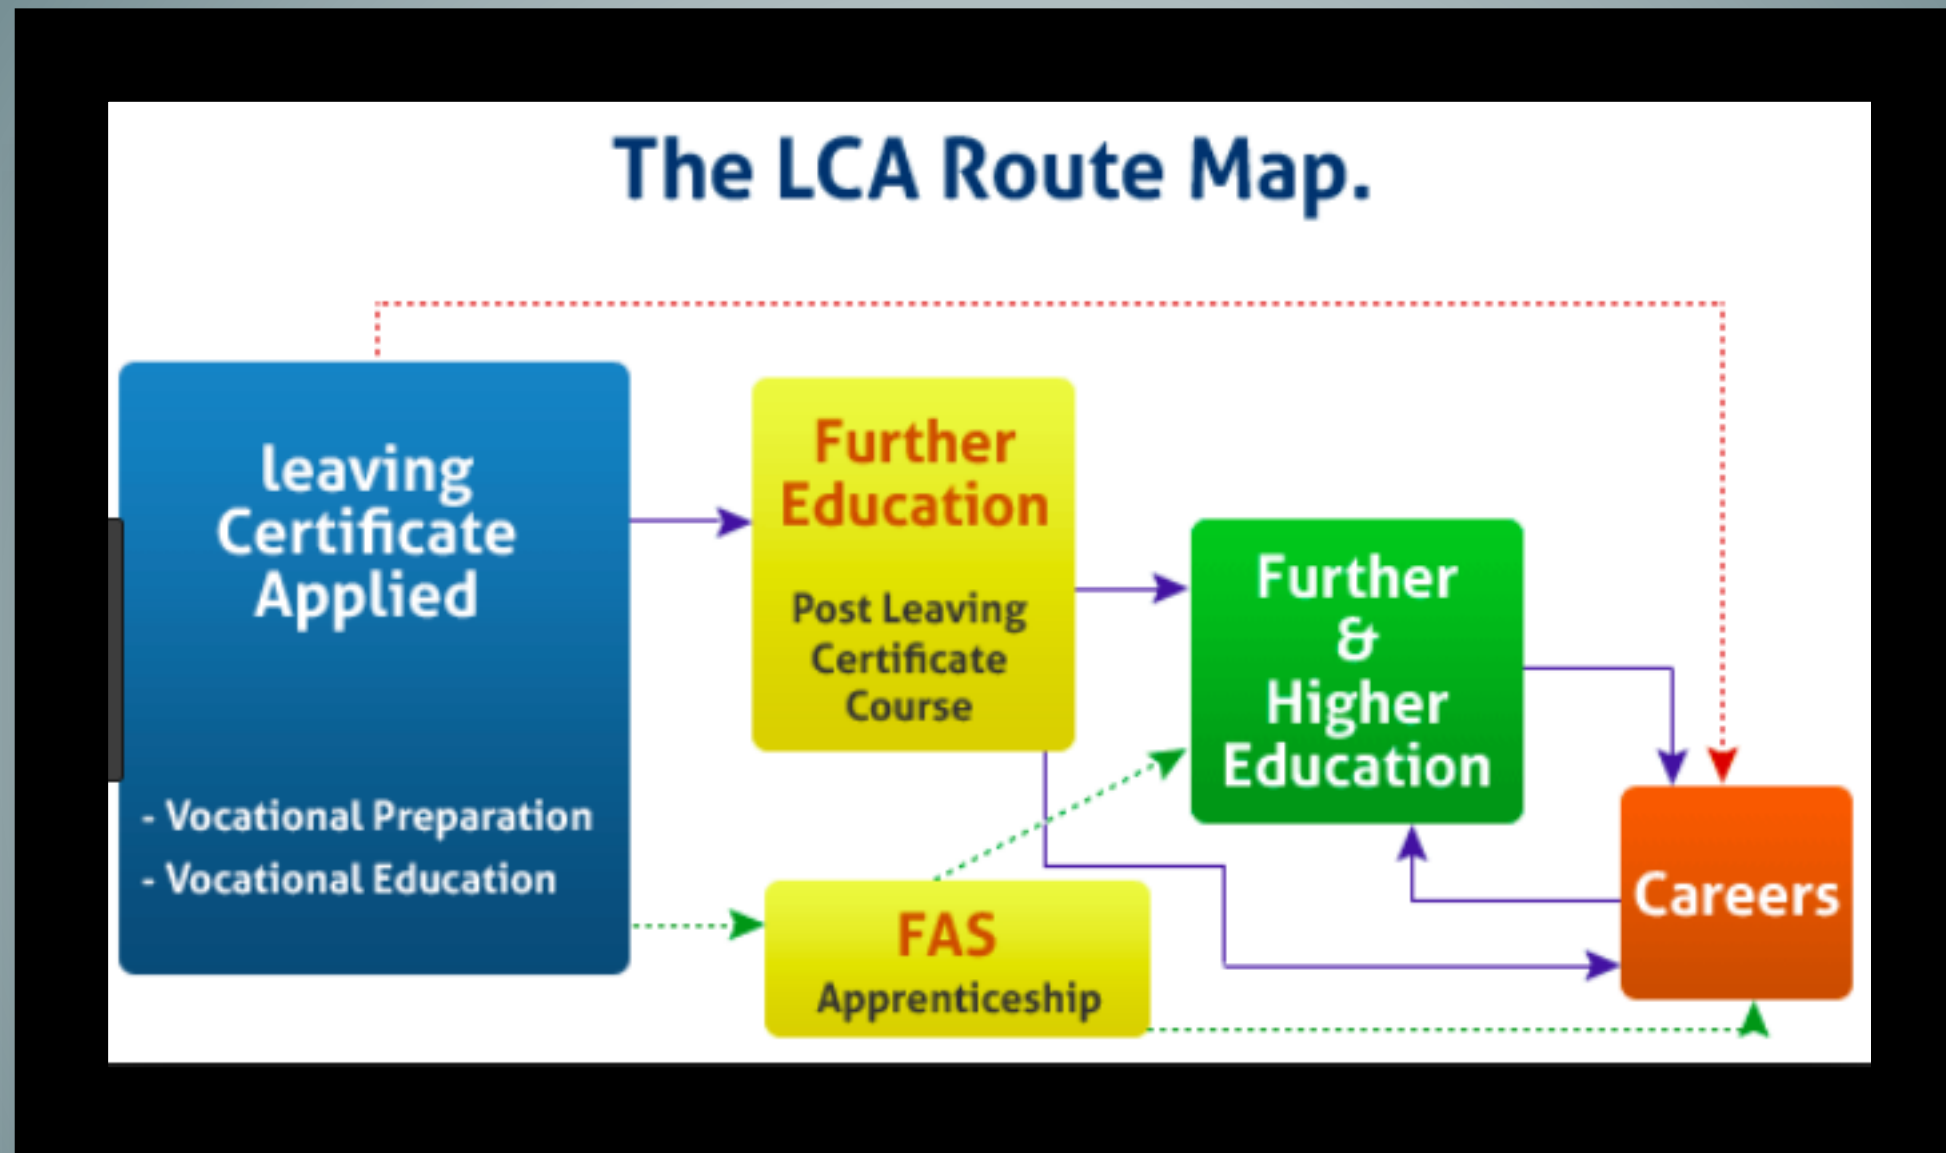 The LCA Route Map.
leaving
Certificate
Applied
- Vocational Preparation
- Vocational Education
Further
Education
Post Leaving
Certificate
Course
FAS
Apprenticeship
Further
&
Higher
Education
Careers